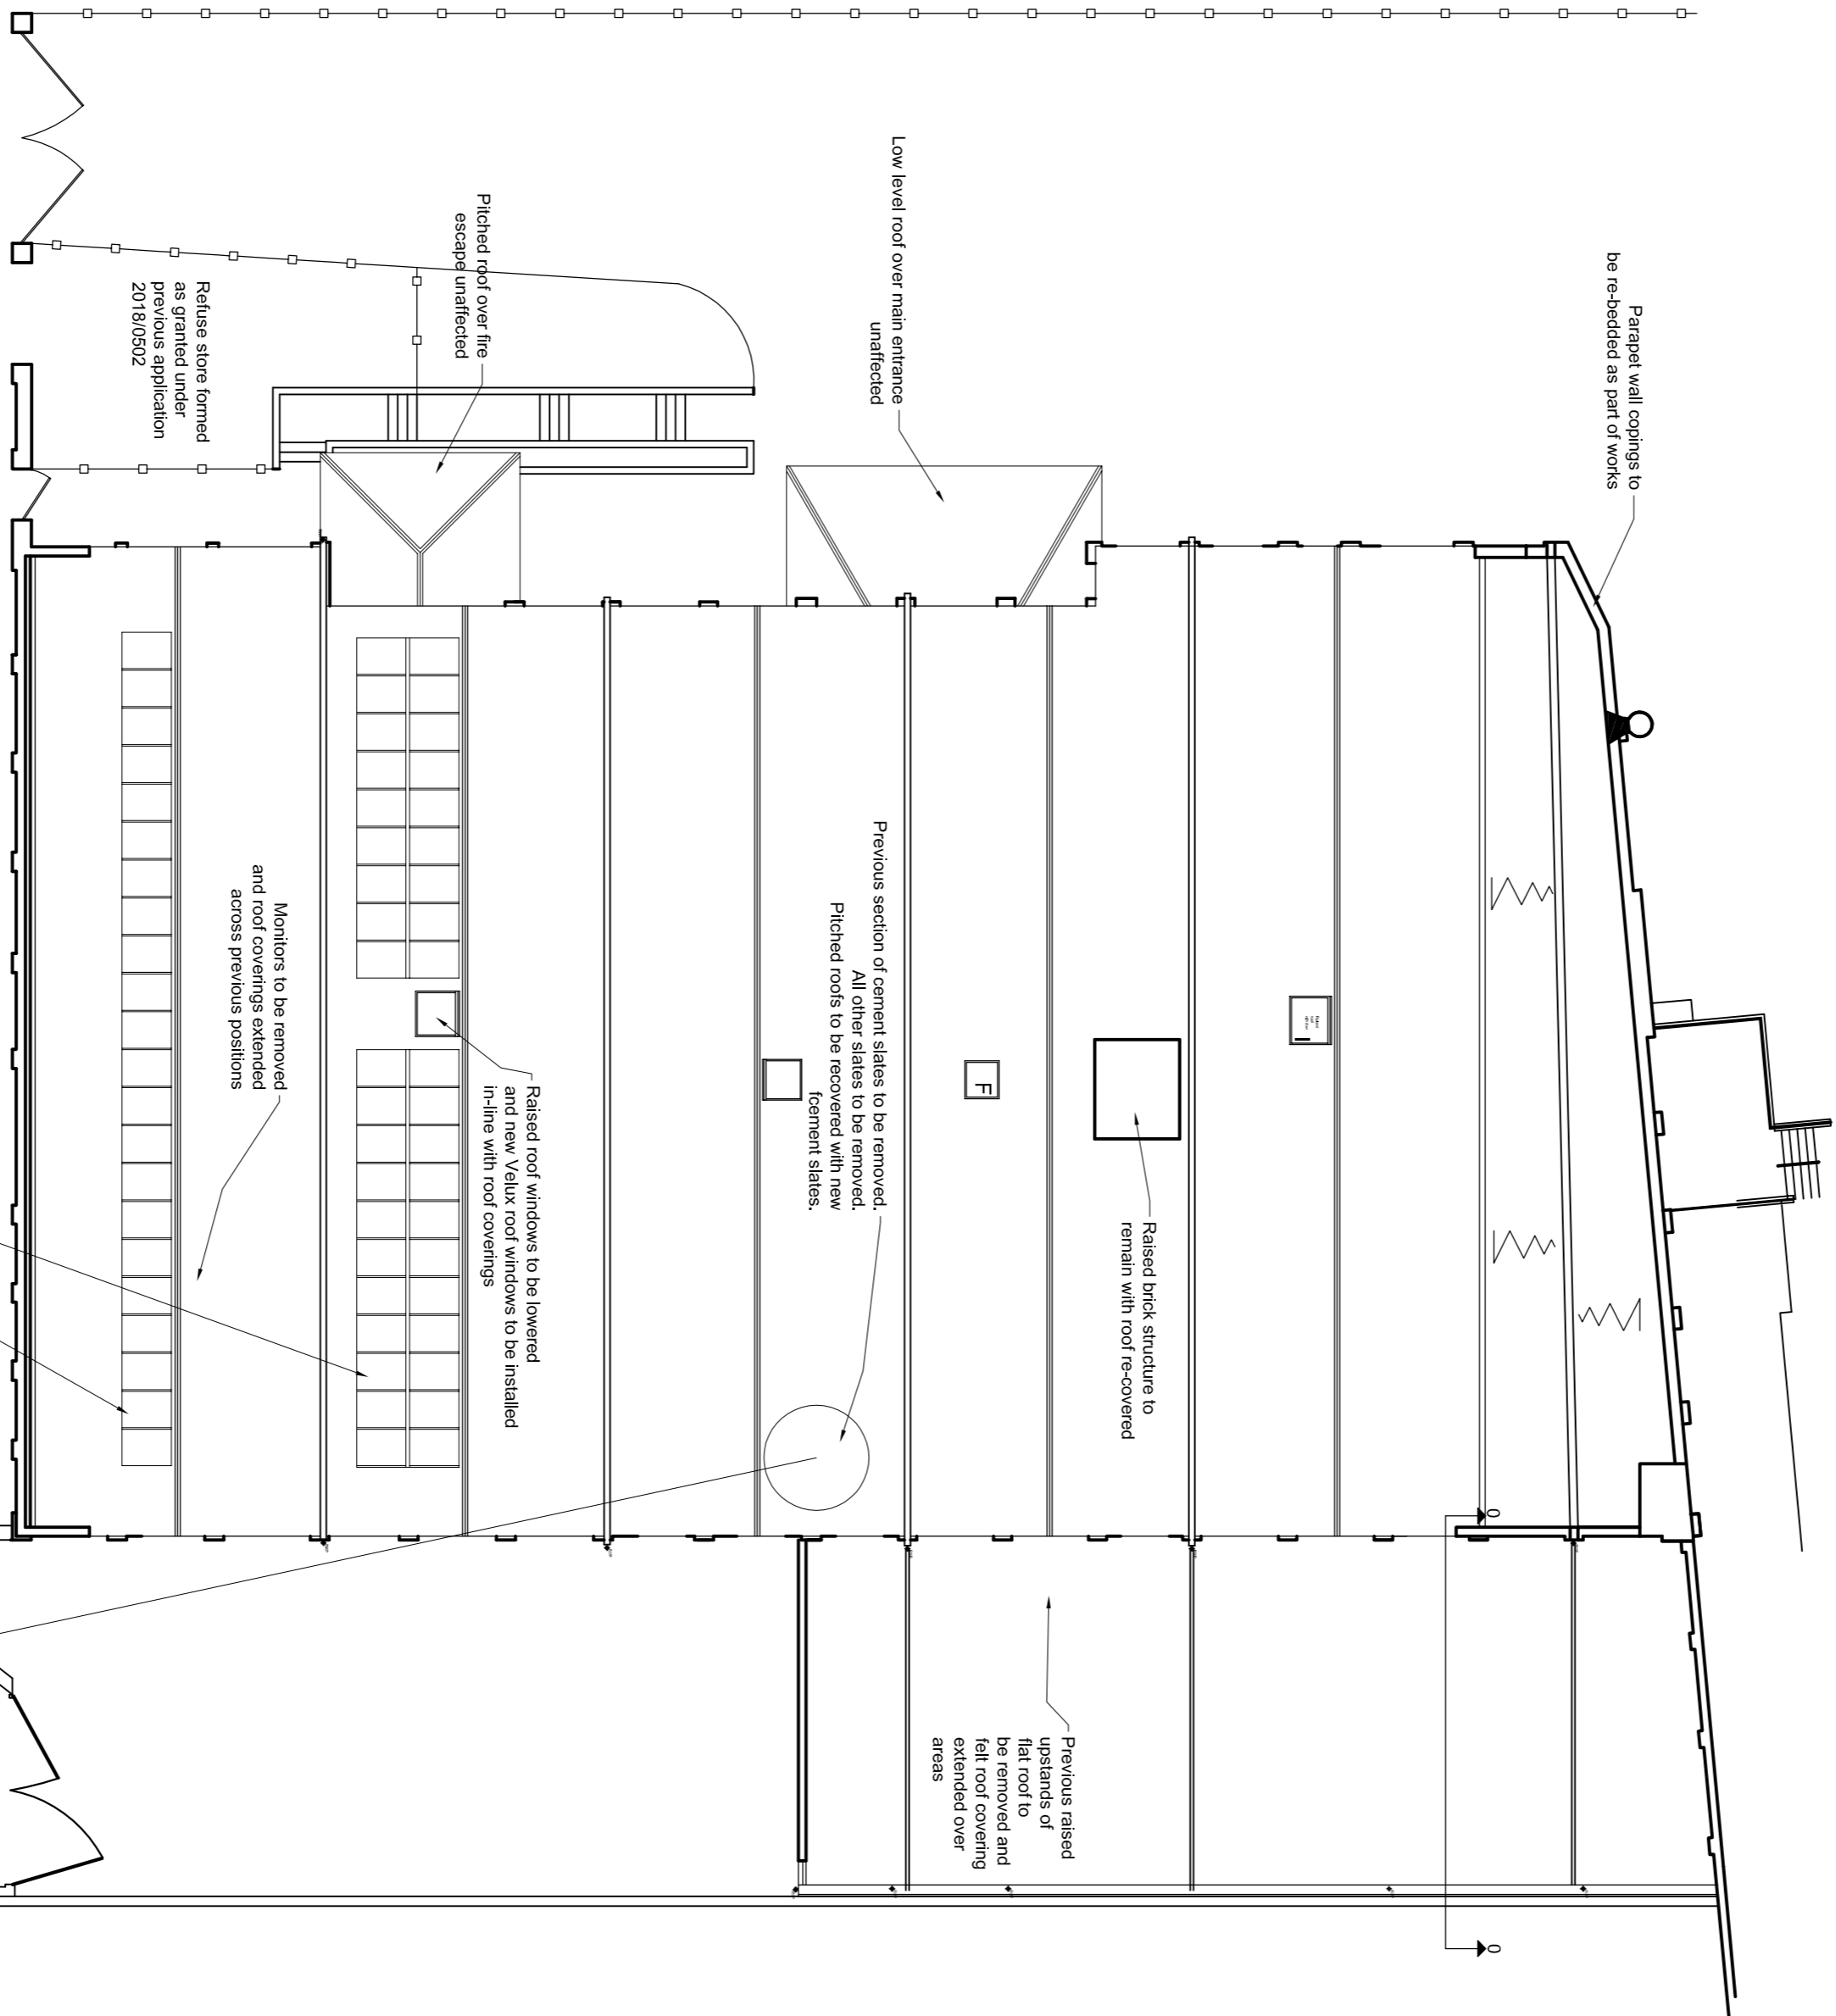 Parapet wall copings to
be re-bedded as part of works
Low level roof over main entrance
unaffected
Pitched roof over fire
escape unaffected
Refuse store formed
as granted under
previous application
2018/0502
Previous section of cement slates to be removed.
All other slates to be removed.
Pitched roofs to be recovered with new
fcement slates.
Monitors to be removed
and roof coverings extended
across previous positions
Raised roof windows to be lowered
and new Velux roof windows to be installed
in-line with roof coverings
Raised brick structure to
remain with roof re-covered
F
Previous raised
upstands of
flat roof to
be removed and
felt roof covering
extended over
areas
0
0